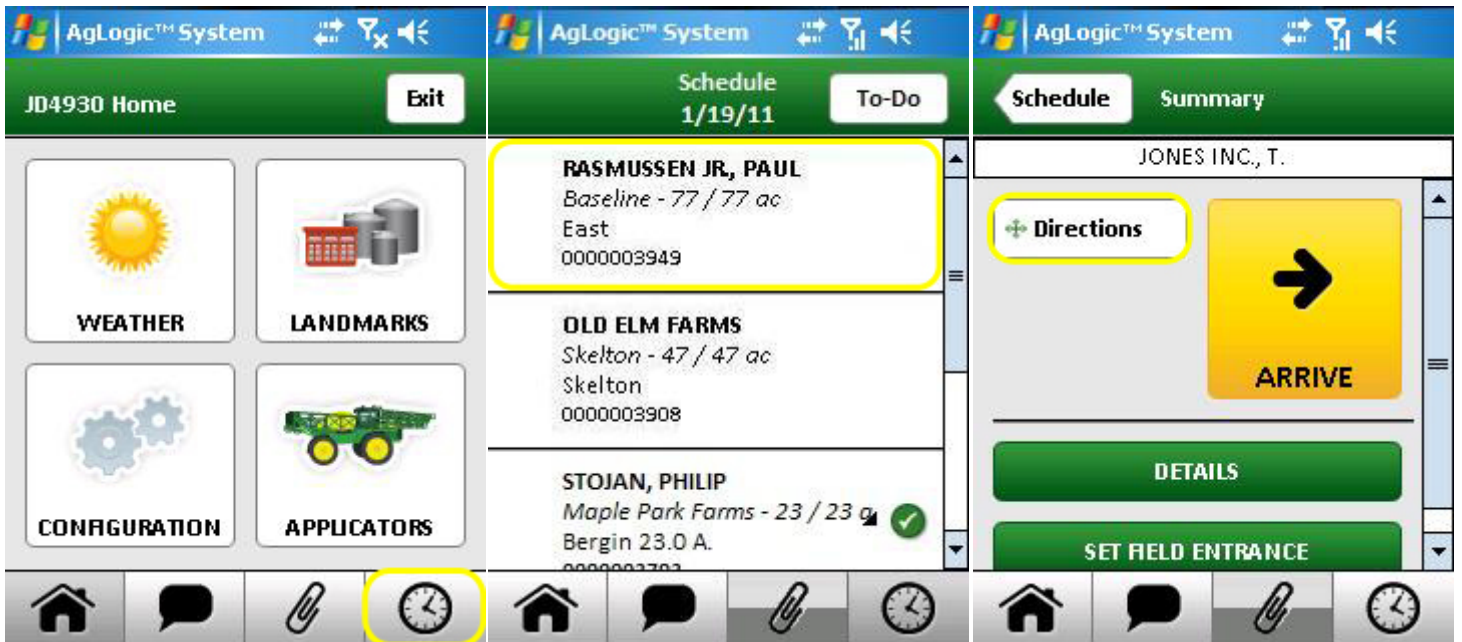 AgLogic™ System
JD4930 Home
Exit
WEATHER
LANDMARKS
CONFIGURATION
APPLICATORS
AgLogic™ System
Schedule
1/19/11
To-Do
RASMUSSEN JR., PAUL
Baseline - 77 / 77 ac
East
0000003949
OLD ELM FARMS
Skelton - 47 / 47 ac
Skelton
0000003908
STOJAN, PHILIP
Maple Park Farms - 23 / 23 a
Bergin 23.0 A.
AgLogic™ System
Schedule
Summary
JONES INC., T.
Directions
ARRIVE
DETAILS
SET FIELD ENTRANCE